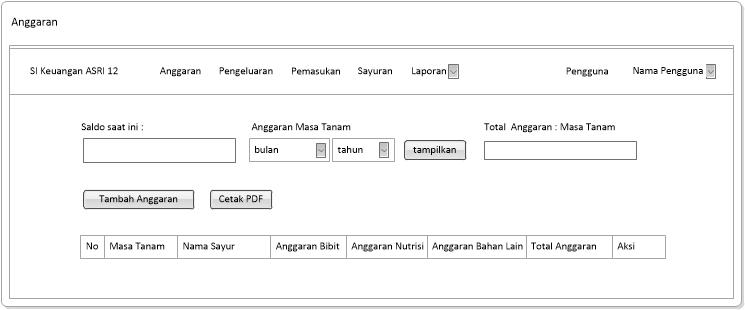 Anggaran
SI Keuangan ASRI 12 Anggaran Pengeluaran Pemasukan Sayuran Laporan Pengguna Nama Pengguna
Saldo saat ini : Anggaran Masa Tanam Total Anggaran : Masa Tanam
bulan tahun tampilkan
Tambah Anggaran Cetak PDF
No Masa Tanam Nama Sayur Anggaran Bibit Anggaran Nutrisi Anggaran Bahan Lain Total Anggaran Aksi